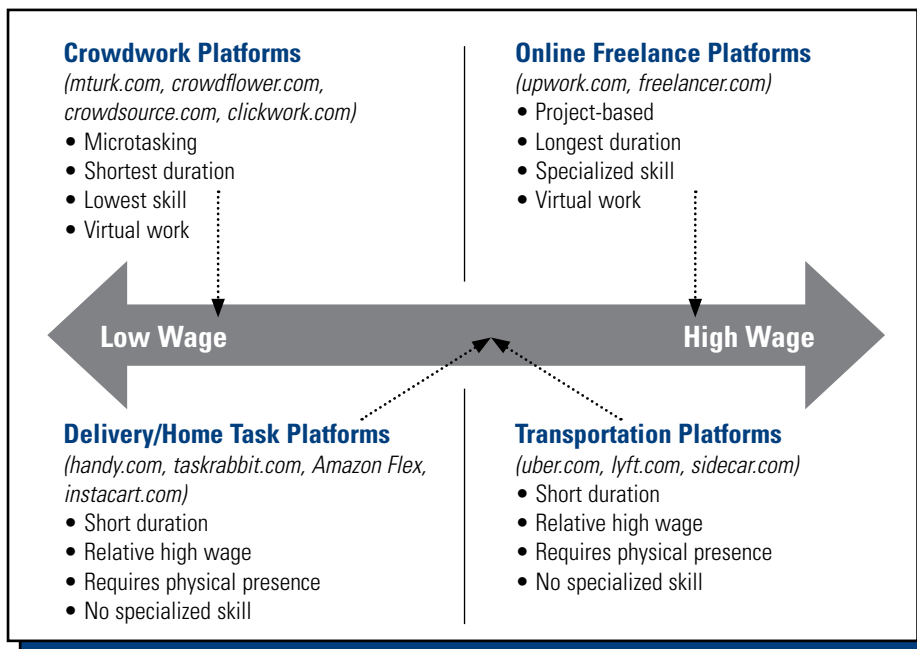 Crowdwork Platforms
(mturk.com, crowdflower.com,
crowdsource.com, clickwork.com)
• Microtasking
• Shortest duration
• Lowest skill
• Virtual work
Online Freelance Platforms
(upwork.com, freelancer.com)
• Project-based
• Longest duration
• Specialized skill
• Virtual work
Low Wage
High Wage
Delivery/Home Task Platforms
(handy.com, taskrabbit.com, Amazon Flex,
instacart.com)
• Short duration
• Relative high wage
• Requires physical presence
• No specialized skill
Transportation Platforms
(uber.com, lyft.com, sidecar.com)
• Short duration
• Relative high wage
• Requires physical presence
• No specialized skill